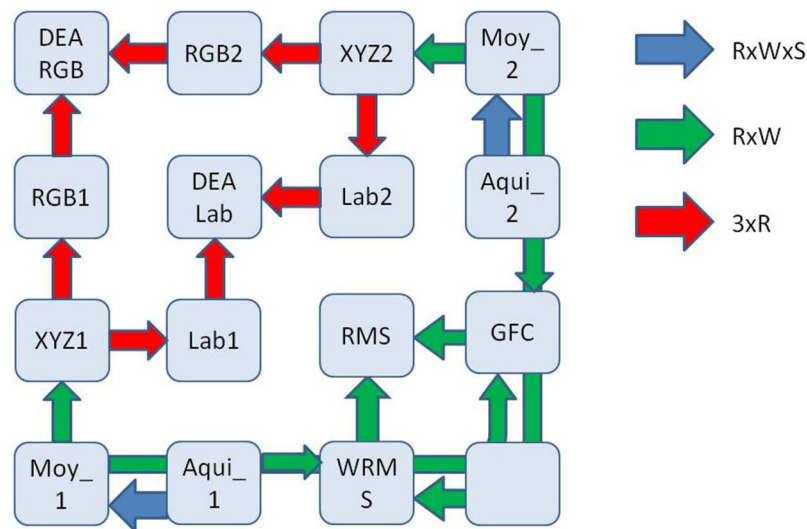 DEA
RGB
RGB2
XYZ2
Moy_
2
RxWxS
RxW
RGB1
DEA
Lab
Lab2
Aqui_
2
3xR
XYZ1
Lab1
RMS
GFC
Moy_
1
Aqui_
1
WRM
S